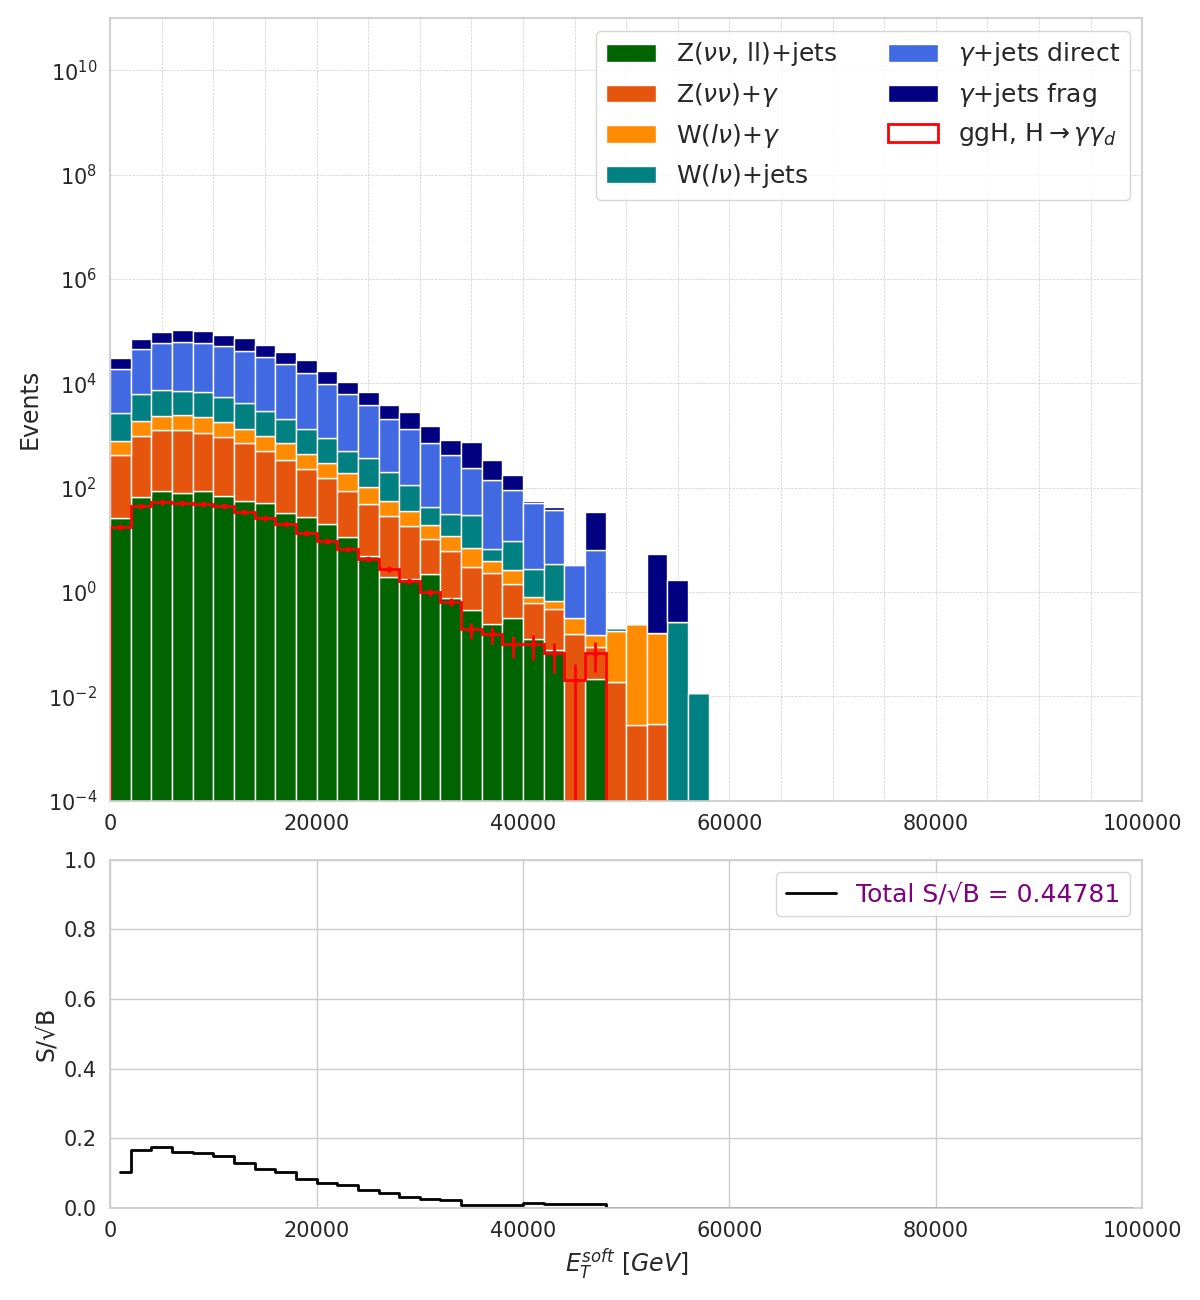 10^10
10^8
10^6
10^4
10^2
10^0
10^−2
10^−4
Events
Z(νν, ll)+jets
Z(νν)+γ
W(lν)+γ
W(lν)+jets
γ+jets direct
γ+jets frag
ggH, H→γγ_d
0 20000 40000 60000 80000 100000
1.0
0.8
0.6
0.4
0.2
0.0
S/√B
Total S/√B = 0.44781
0 20000 40000 60000 80000 100000
E_T^soft [GeV]